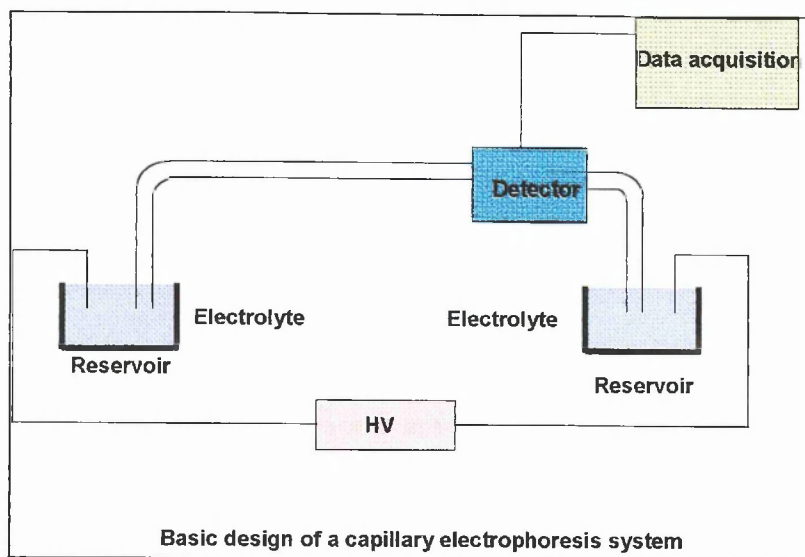 Data acquisition
Detector
Electrolyte
Electrolyte
Reservoir
Reservoir
HV
Basic design of a capillary electrophoresis system